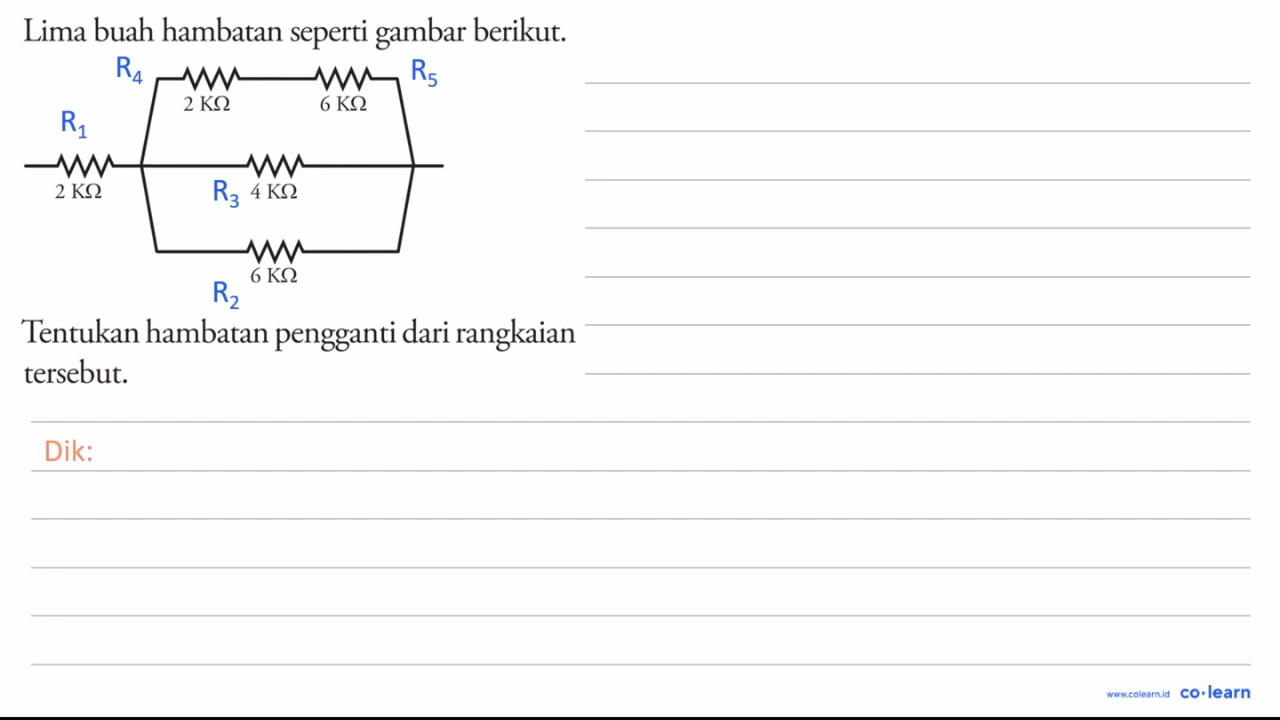 Lima buah hambatan seperti gambar berikut.
R4 R5
2 KΩ 6 KΩ
R1
2 KΩ R3 4 KΩ
6 KΩ
R2
Tentukan hambatan pengganti dari rangkaian
tersebut.
Dik:
www.colearn.id co·learn